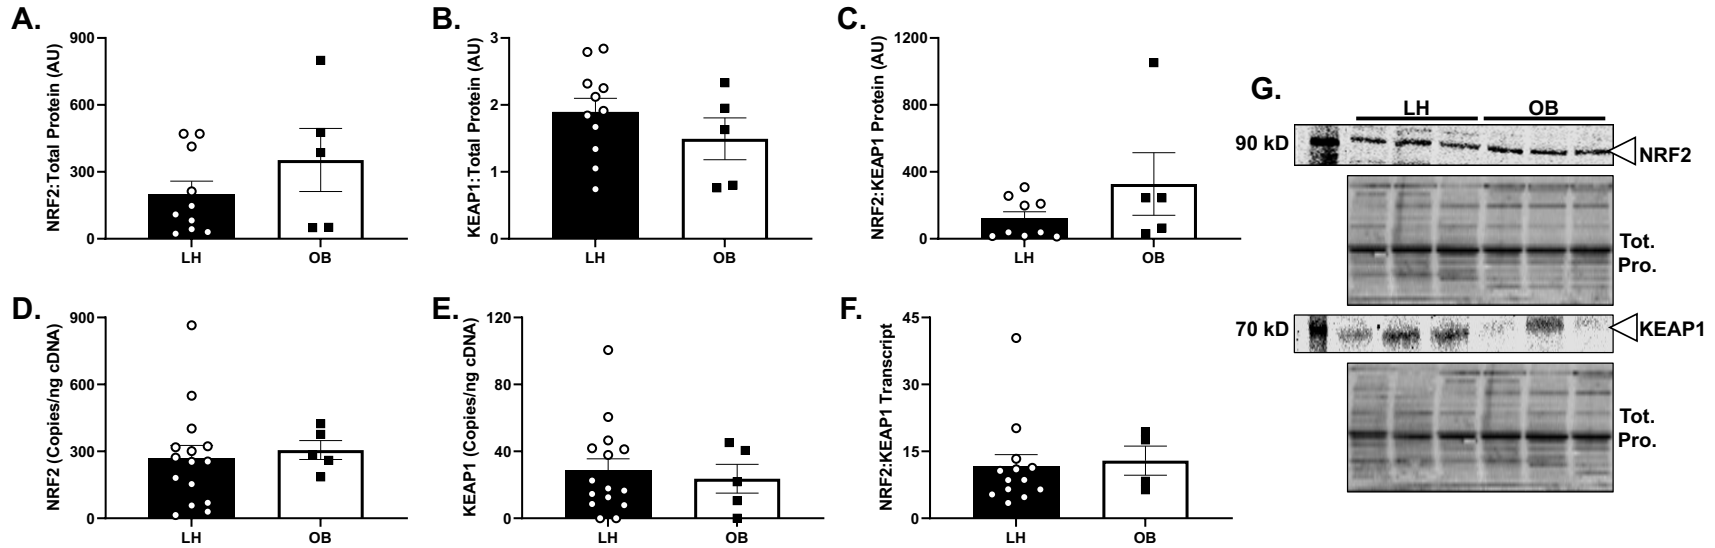 A.
NRF2:Total Protein (AU)
900
600
300
0
LH
OB
B.
KEAP1:Total Protein (AU)
3
2
1
0
LH
OB
C.
NRF2:KEAP1 Protein (AU)
1200
800
400
0
LH
OB
D.
NRF2 (Copies/ng cDNA)
900
600
300
0
LH
OB
E.
KEAP1 (Copies/ng cDNA)
120
80
40
0
LH
OB
F.
NRF2:KEAP1 Transcript
45
30
15
0
LH
OB
G.
LH
OB
90 kD
NRF2
Tot.
Pro.
70 kD
KEAP1
Tot.
Pro.